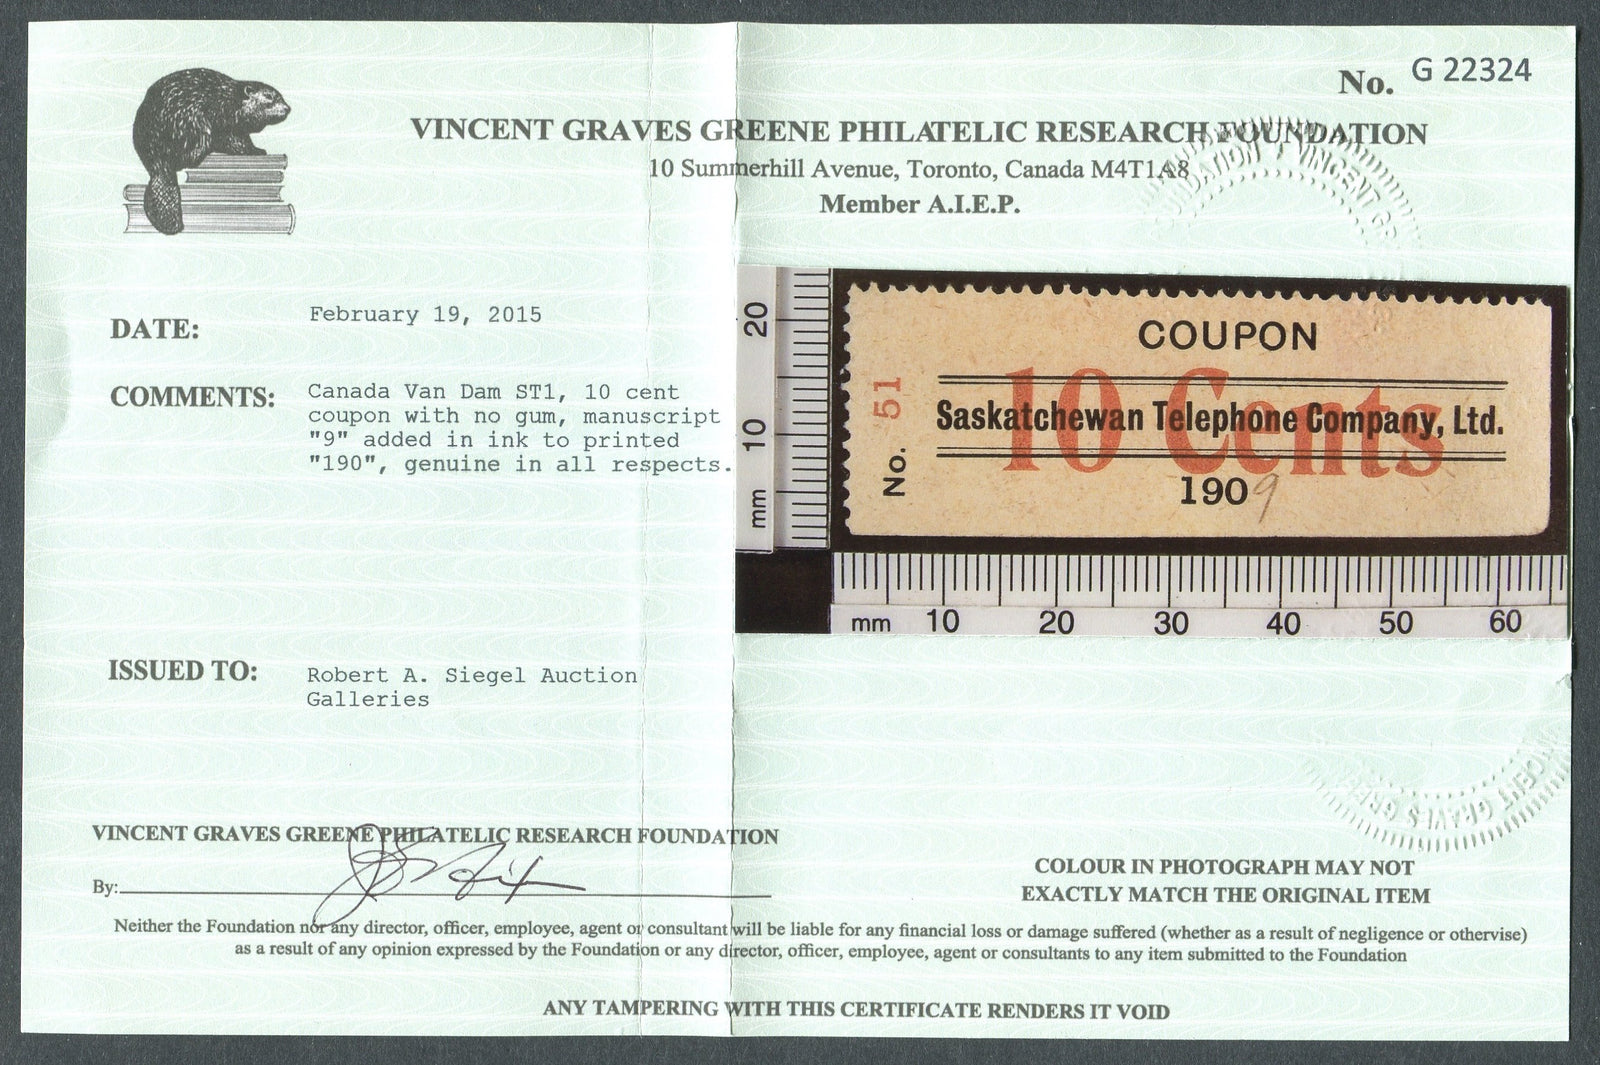 No. G 22324
VINCENT GRAVES GREENE PHILATELIC RESEARCH FOUNDATION
10 Summerhill Avenue, Toronto, Canada M4T1A8
Member A.I.E.P.
DATE: February 19, 2015
COMMENTS: Canada Van Dam ST1, 10 cent
coupon with no gum, manuscript
"9" added in ink to printed
"190", genuine in all respects.
20
10
mm
COUPON
10 Cents
Saskatchewan Telephone Company, Ltd.
No. 51
1909
mm 10 20 30 40 50 60
ISSUED TO: Robert A. Siegel Auction
Galleries
VINCENT GRAVES GREENE PHILATELIC RESEARCH FOUNDATION
By:
COLOUR IN PHOTOGRAPH MAY NOT
EXACTLY MATCH THE ORIGINAL ITEM
Neither the Foundation nor any director, officer, employee, agent or consultant will be liable for any financial loss or damage suffered (whether as a result of negligence or othervise)
as a result of any opinion expressed by the Foundation or any director, officer, employee, agent or consultants to any item submitted to the Foundation
ANY TAMPERING WITH THIS CERTIFICATE RENDERS IT VOID